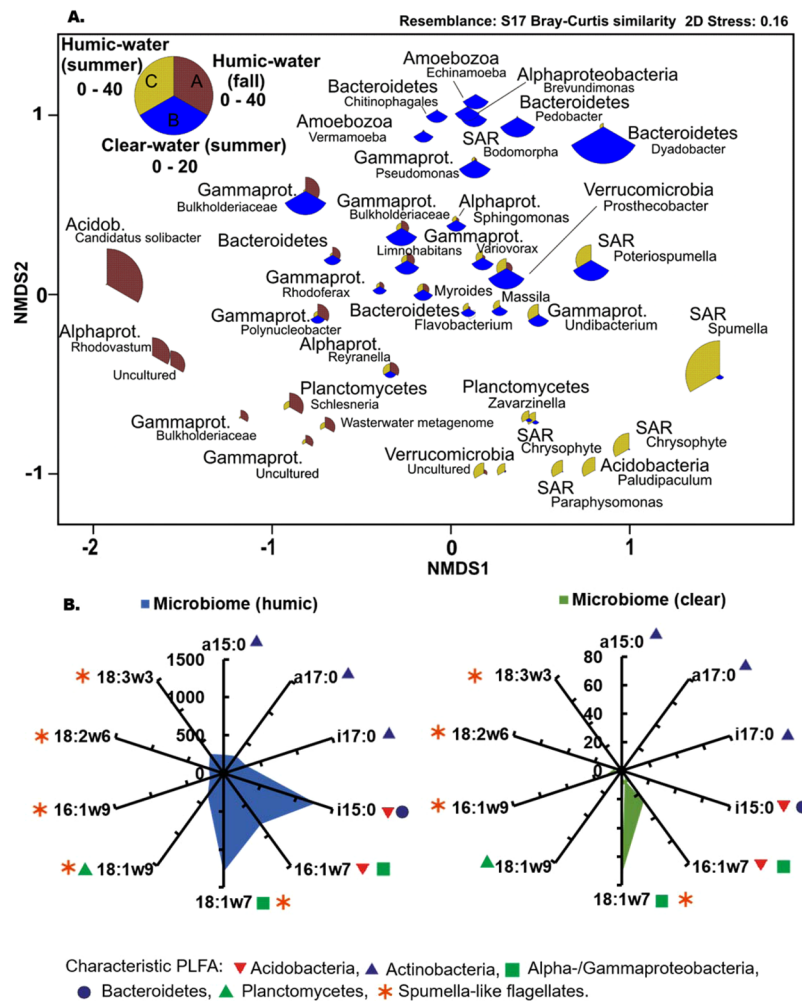 A.
Resemblance: S17 Bray-Curtis similarity 2D Stress: 0.16
Humic-water
(summer)
0 - 40
C
A
B
Humic-water
(fall)
0 - 40
Clear-water (summer)
0 - 20
NMDS2
1
0
-1
-2
-1
0
1
NMDS1
Amoebozoa
Echinamoeba
Bacteroidetes
Chitinophagales
Alphaproteobacteria
Brevundimonas
Bacteroidetes
Pedobacter
Amoebozoa
Vermamoeba
SAR
Bodomorpha
Bacteroidetes
Dyadobacter
Gammaprot.
Pseudomonas
Gammaprot.
Bulkholderiaceae
Gammaprot.
Bulkholderiaceae
Alphaprot.
Sphingomonas
Verrucomicrobia
Prosthecobacter
Acidob.
Candidatus solibacter
Bacteroidetes
Limnohabitans
Gammaprot.
Variovorax
SAR
Poteriospumella
Gammaprot.
Rhodoferax
Myroides
Massila
Gammaprot.
Polynucleobacter
Bacteroidetes
Flavobacterium
Gammaprot.
Undibacterium
SAR
Spumella
Alphaprot.
Rhodovastum
Uncultured
Alphaprot.
Reyranella
Planctomycetes
Schlesneria
Planctomycetes
Zavarzinella
Gammaprot.
Bulkholderiaceae
Wasterwater metagenome
SAR
Chrysophyte
SAR
Chrysophyte
Gammaprot.
Uncultured
Verrucomicrobia
Uncultured
Acidobacteria
Paludipaculum
SAR
Paraphysomonas
B.
Microbiome (humic)
a15:0
1500
1000
500
0
a17:0
i17:0
i15:0
16:1w7
18:1w7
18:1w9
16:1w9
18:2w6
18:3w3
Microbiome (clear)
a15:0
80
60
40
20
0
a17:0
i17:0
i15:0
16:1w7
18:1w7
18:1w9
16:1w9
18:2w6
18:3w3
Characteristic PLFA: Acidobacteria, Actinobacteria, Alpha-/Gammaproteobacteria,
Bacteroidetes, Planctomycetes, Spumella-like flagellates.